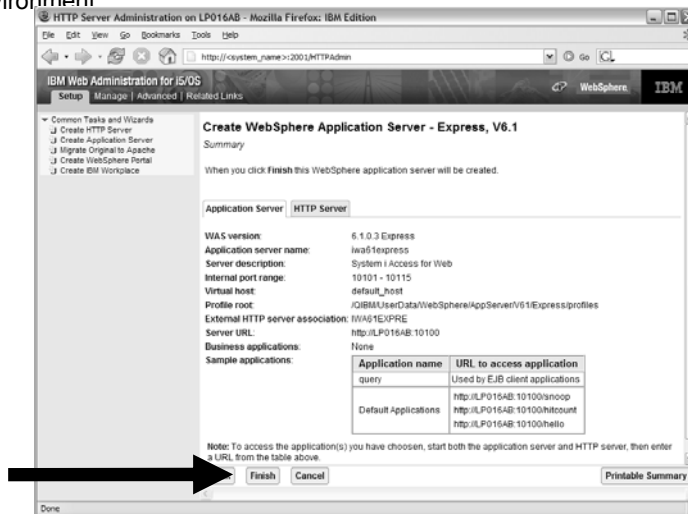 vironment
HTTP Server Administration on LP016AB - Mozilla Firefox: IBM Edition
File Edit View Go Bookmarks Tools Help
http://<system_name>:2001/HTTPAdmin
Go
IBM Web Administration for i5/OS
WebSphere. IBM
Setup Manage | Advanced | Related Links
Common Tasks and Wizards
Create HTTP Server
Create Application Server
Migrate Original to Apache
Create WebSphere Portal
Create IBM Workplace
Create WebSphere Application Server - Express, V6.1
Summary
When you click Finish this WebSphere application server will be created.
Application Server HTTP Server
WAS version: 6.1.0.3 Express
Application server name: iwa61express
Server description: System i Access for Web
Internal port range: 10101 - 10115
Virtual host: default_host
Profile root: /QIBM/UserData/WebSphere/AppServer/V61/Express/profiles
External HTTP server association: IWA61EXPRE
Server URL: http://LP016AB:10100
Business applications: None
Sample applications:
Application name URL to access application
query Used by EJB client applications
Default Applications
http://LP016AB:10100/snoop
http://LP016AB:10100/hitcount
http://LP016AB:10100/hello
Note: To access the application(s) you have choosen, start both the application server and HTTP server, then enter
a URL from the table above.
Finish Cancel Printable Summary
Done